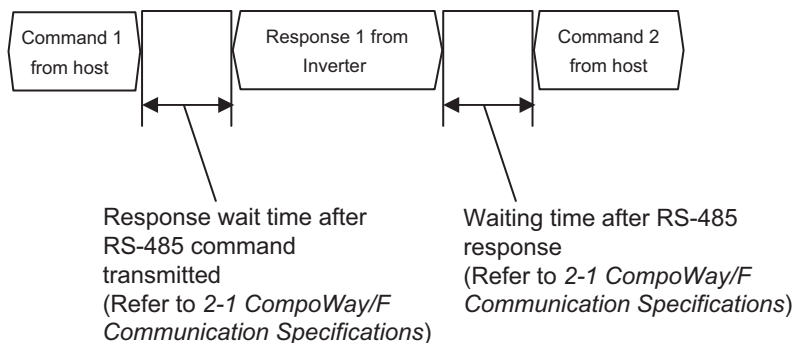 Command 1
from host
Response 1 from
Inverter
Command 2
from host
Response wait time after
RS-485 command
transmitted
(Refer to 2-1 CompoWay/F
Communication Specifications)
Waiting time after RS-485
response
(Refer to 2-1 CompoWay/F
Communication Specifications)